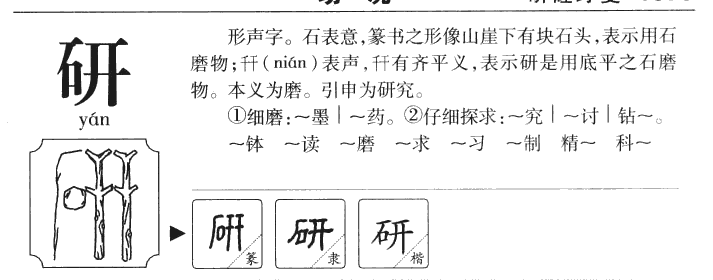 研
yán
形声字。石表意,篆书之形像山崖下有块石头,表示用石
磨物;幵(nián)表声,幵有齐平义,表示研是用底平之石磨
物。本义为磨。引申为研究。
①细磨:～墨|～药。②仔细探求:～究|～讨|钻～。
～钵 ～读 ～磨 ～求 ～习 ～制 精～ 科～
研 篆 研 隶 研 楷